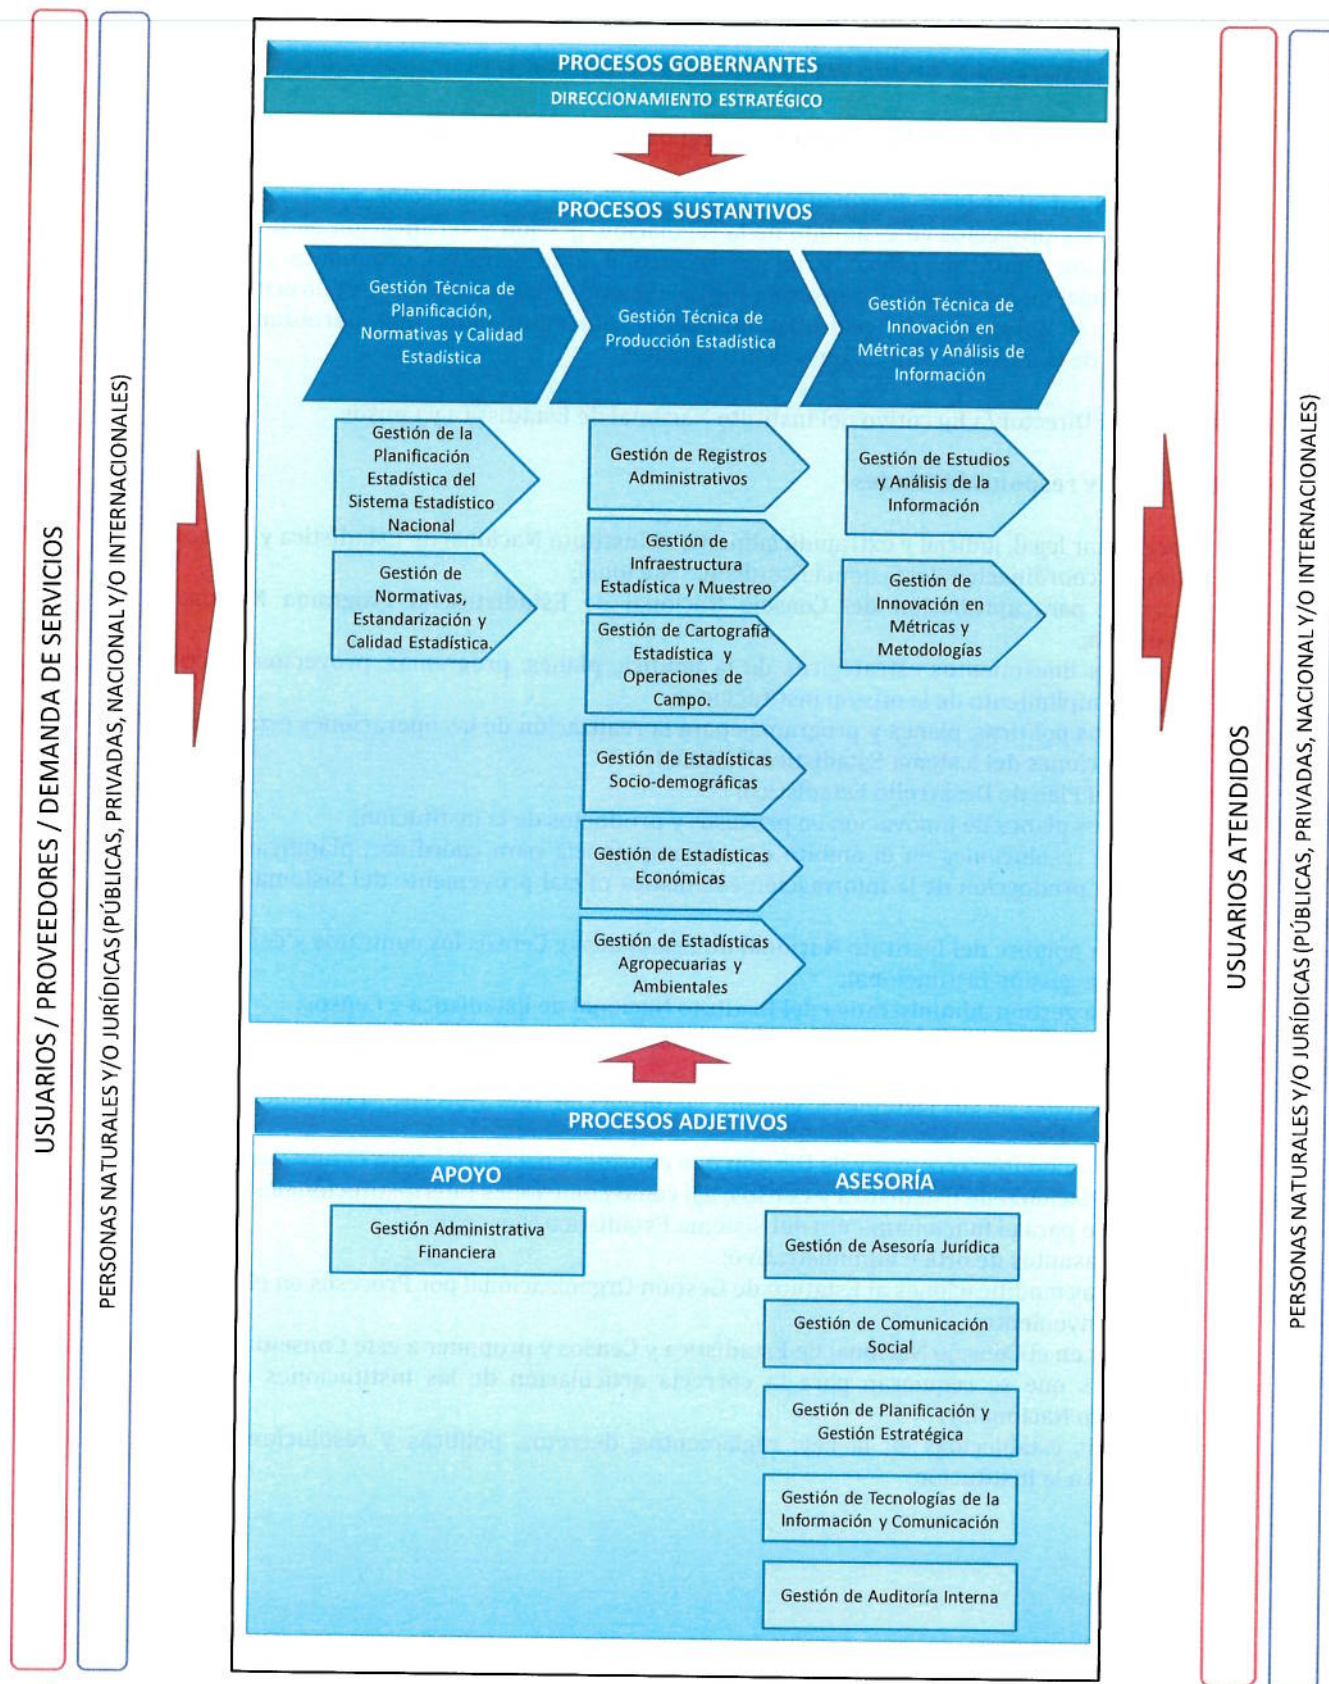 USUARIOS / PROVEEDORES / DEMANDA DE SERVICIOS
PERSONAS NATURALES Y/O JURÍDICAS (PÚBLICAS, PRIVADAS, NACIONAL Y/O INTERNACIONALES)
PROCESOS GOBERNANTES
DIRECCIONAMIENTO ESTRATÉGICO
PROCESOS SUSTANTIVOS
Gestión Técnica de
Planificación,
Normativas y Calidad
Estadística
Gestión de la
Planificación
Estadística del
Sistema Estadístico
Nacional
Gestión de
Normativas,
Estandarización y
Calidad Estadística.
Gestión Técnica de
Producción Estadística
Gestión de Registros
Administrativos
Gestión de
Infraestructura
Estadística y Muestreo
Gestión de Cartografía
Estadística y
Operaciones de
Campo.
Gestión de Estadísticas
Socio-demográficas
Gestión de Estadísticas
Económicas
Gestión de Estadísticas
Agropecuarias y
Ambientales
Gestión Técnica de
Innovación en
Métricas y Análisis de
Información
Gestión de Estudios
y Análisis de la
Información
Gestión de
Innovación en
Métricas y
Metodologías
PROCESOS ADJETIVOS
APOYO
Gestión Administrativa
Financiera
ASESORÍA
Gestión de Asesoría Jurídica
Gestión de Comunicación
Social
Gestión de Planificación y
Gestión Estratégica
Gestión de Tecnologías de la
Información y Comunicación
Gestión de Auditoría Interna
USUARIOS ATENDIDOS
PERSONAS NATURALES Y/O JURÍDICAS (PÚBLICAS, PRIVADAS, NACIONAL Y/O INTERNACIONALES)